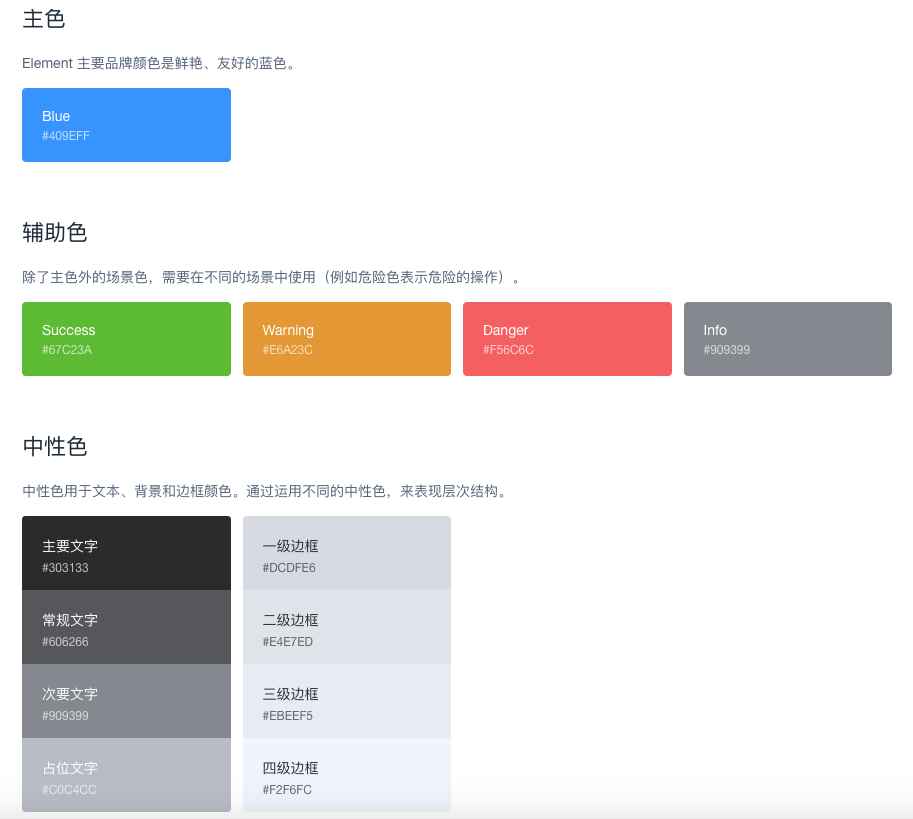 主色
Element 主要品牌颜色是鲜艳、友好的蓝色。
Blue
#409EFF
辅助色
除了主色外的场景色，需要在不同的场景中使用（例如危险色表示危险的操作）。
Success
#67C23A
Warning
#E6A23C
Danger
#F56C6C
Info
#909399
中性色
中性色用于文本、背景和边框颜色。通过运用不同的中性色，来表现层次结构。
主要文字
#303133
常规文字
#606266
次要文字
#909399
占位文字
#C0C4CC
一级边框
#DCDFE6
二级边框
#E4E7ED
三级边框
#EBEEF5
四级边框
#F2F6FC